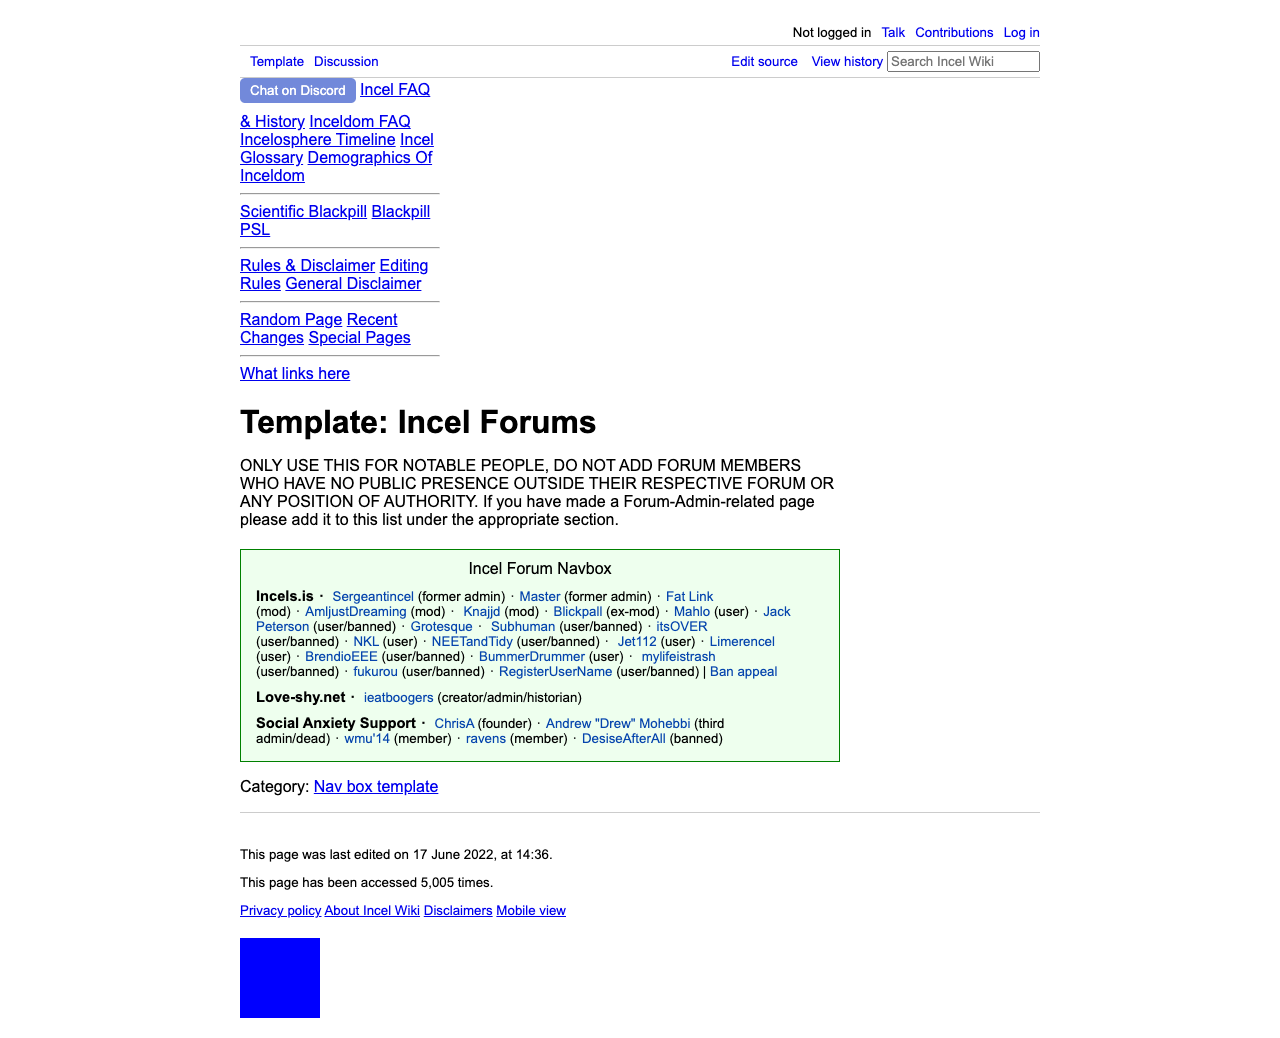 Not logged in Talk Contributions Log in
Template Discussion Edit source View history Search Incel Wiki
Chat on Discord Incel FAQ
& History Inceldom FAQ
Incelosphere Timeline Incel
Glossary Demographics Of
Inceldom
Scientific Blackpill Blackpill
PSL
Rules & Disclaimer Editing
Rules General Disclaimer
Random Page Recent
Changes Special Pages
What links here
Template: Incel Forums
ONLY USE THIS FOR NOTABLE PEOPLE, DO NOT ADD FORUM MEMBERS
WHO HAVE NO PUBLIC PRESENCE OUTSIDE THEIR RESPECTIVE FORUM OR
ANY POSITION OF AUTHORITY. If you have made a Forum-Admin-related page
please add it to this list under the appropriate section.
Incel Forum Navbox
Incels.is · Sergeantincel (former admin) · Master (former admin) · Fat Link
(mod) · AmljustDreaming (mod) · Knajjd (mod) · Blickpall (ex-mod) · Mahlo (user) · Jack
Peterson (user/banned) · Grotesque · Subhuman (user/banned) · itsOVER
(user/banned) · NKL (user) · NEETandTidy (user/banned) · Jet112 (user) · Limerencel
(user) · BrendioEEE (user/banned) · BummerDrummer (user) · mylifeistrash
(user/banned) · fukurou (user/banned) · RegisterUserName (user/banned) | Ban appeal
Love-shy.net · ieatboogers (creator/admin/historian)
Social Anxiety Support · ChrisA (founder) · Andrew "Drew" Mohebbi (third
admin/dead) · wmu'14 (member) · ravens (member) · DesiseAfterAll (banned)
Category: Nav box template
This page was last edited on 17 June 2022, at 14:36.
This page has been accessed 5,005 times.
Privacy policy About Incel Wiki Disclaimers Mobile view